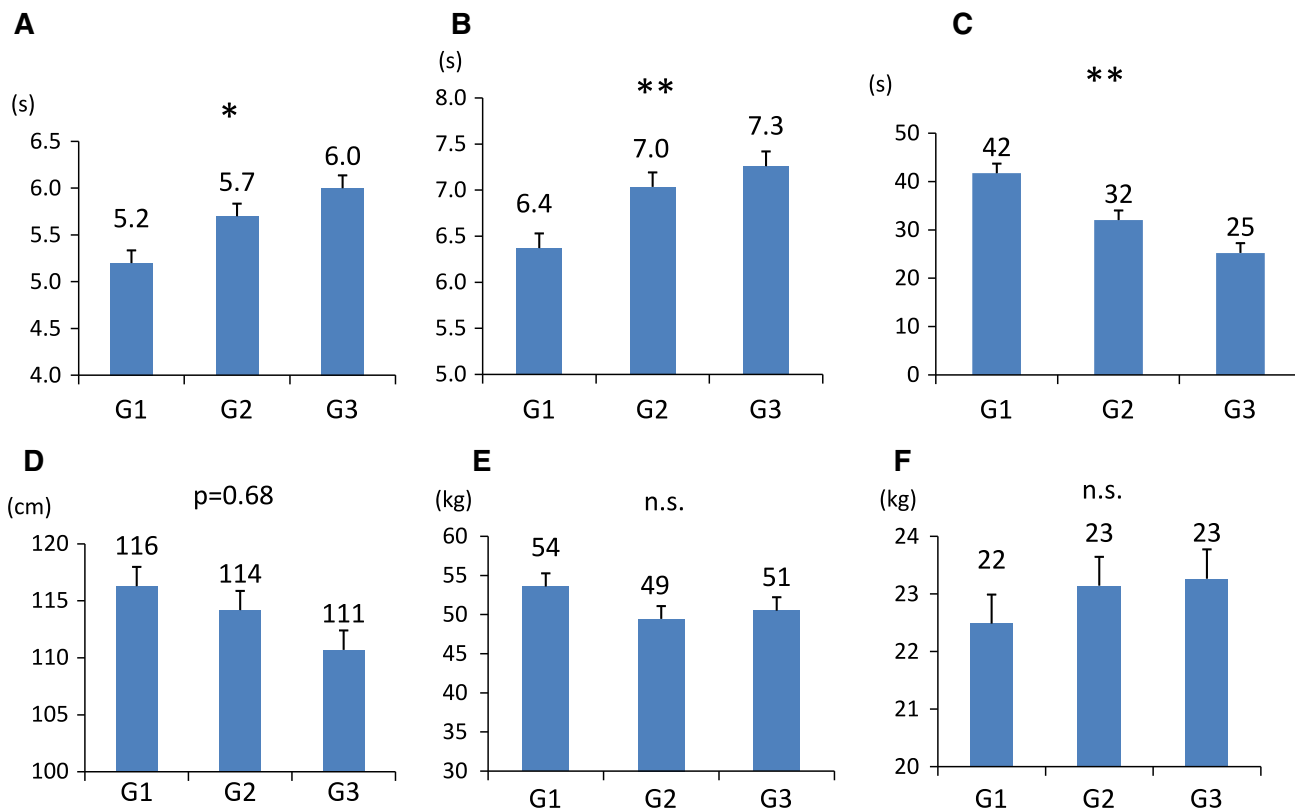 A
(s)
*
6.5
6.0
5.5
5.0
4.5
4.0
5.2
5.7
6.0
G1 G2 G3
B
(s)
**
8.0
7.5
7.0
6.5
6.0
5.5
5.0
6.4
7.0
7.3
G1 G2 G3
C
(s)
**
50
40
30
20
10
0
42
32
25
G1 G2 G3
D
(cm)
p=0.68
120
115
110
105
100
116
114
111
G1 G2 G3
E
(kg)
n.s.
60
55
50
45
40
35
30
54
49
51
G1 G2 G3
F
(kg)
n.s.
24
23
22
21
20
22
23
23
G1 G2 G3